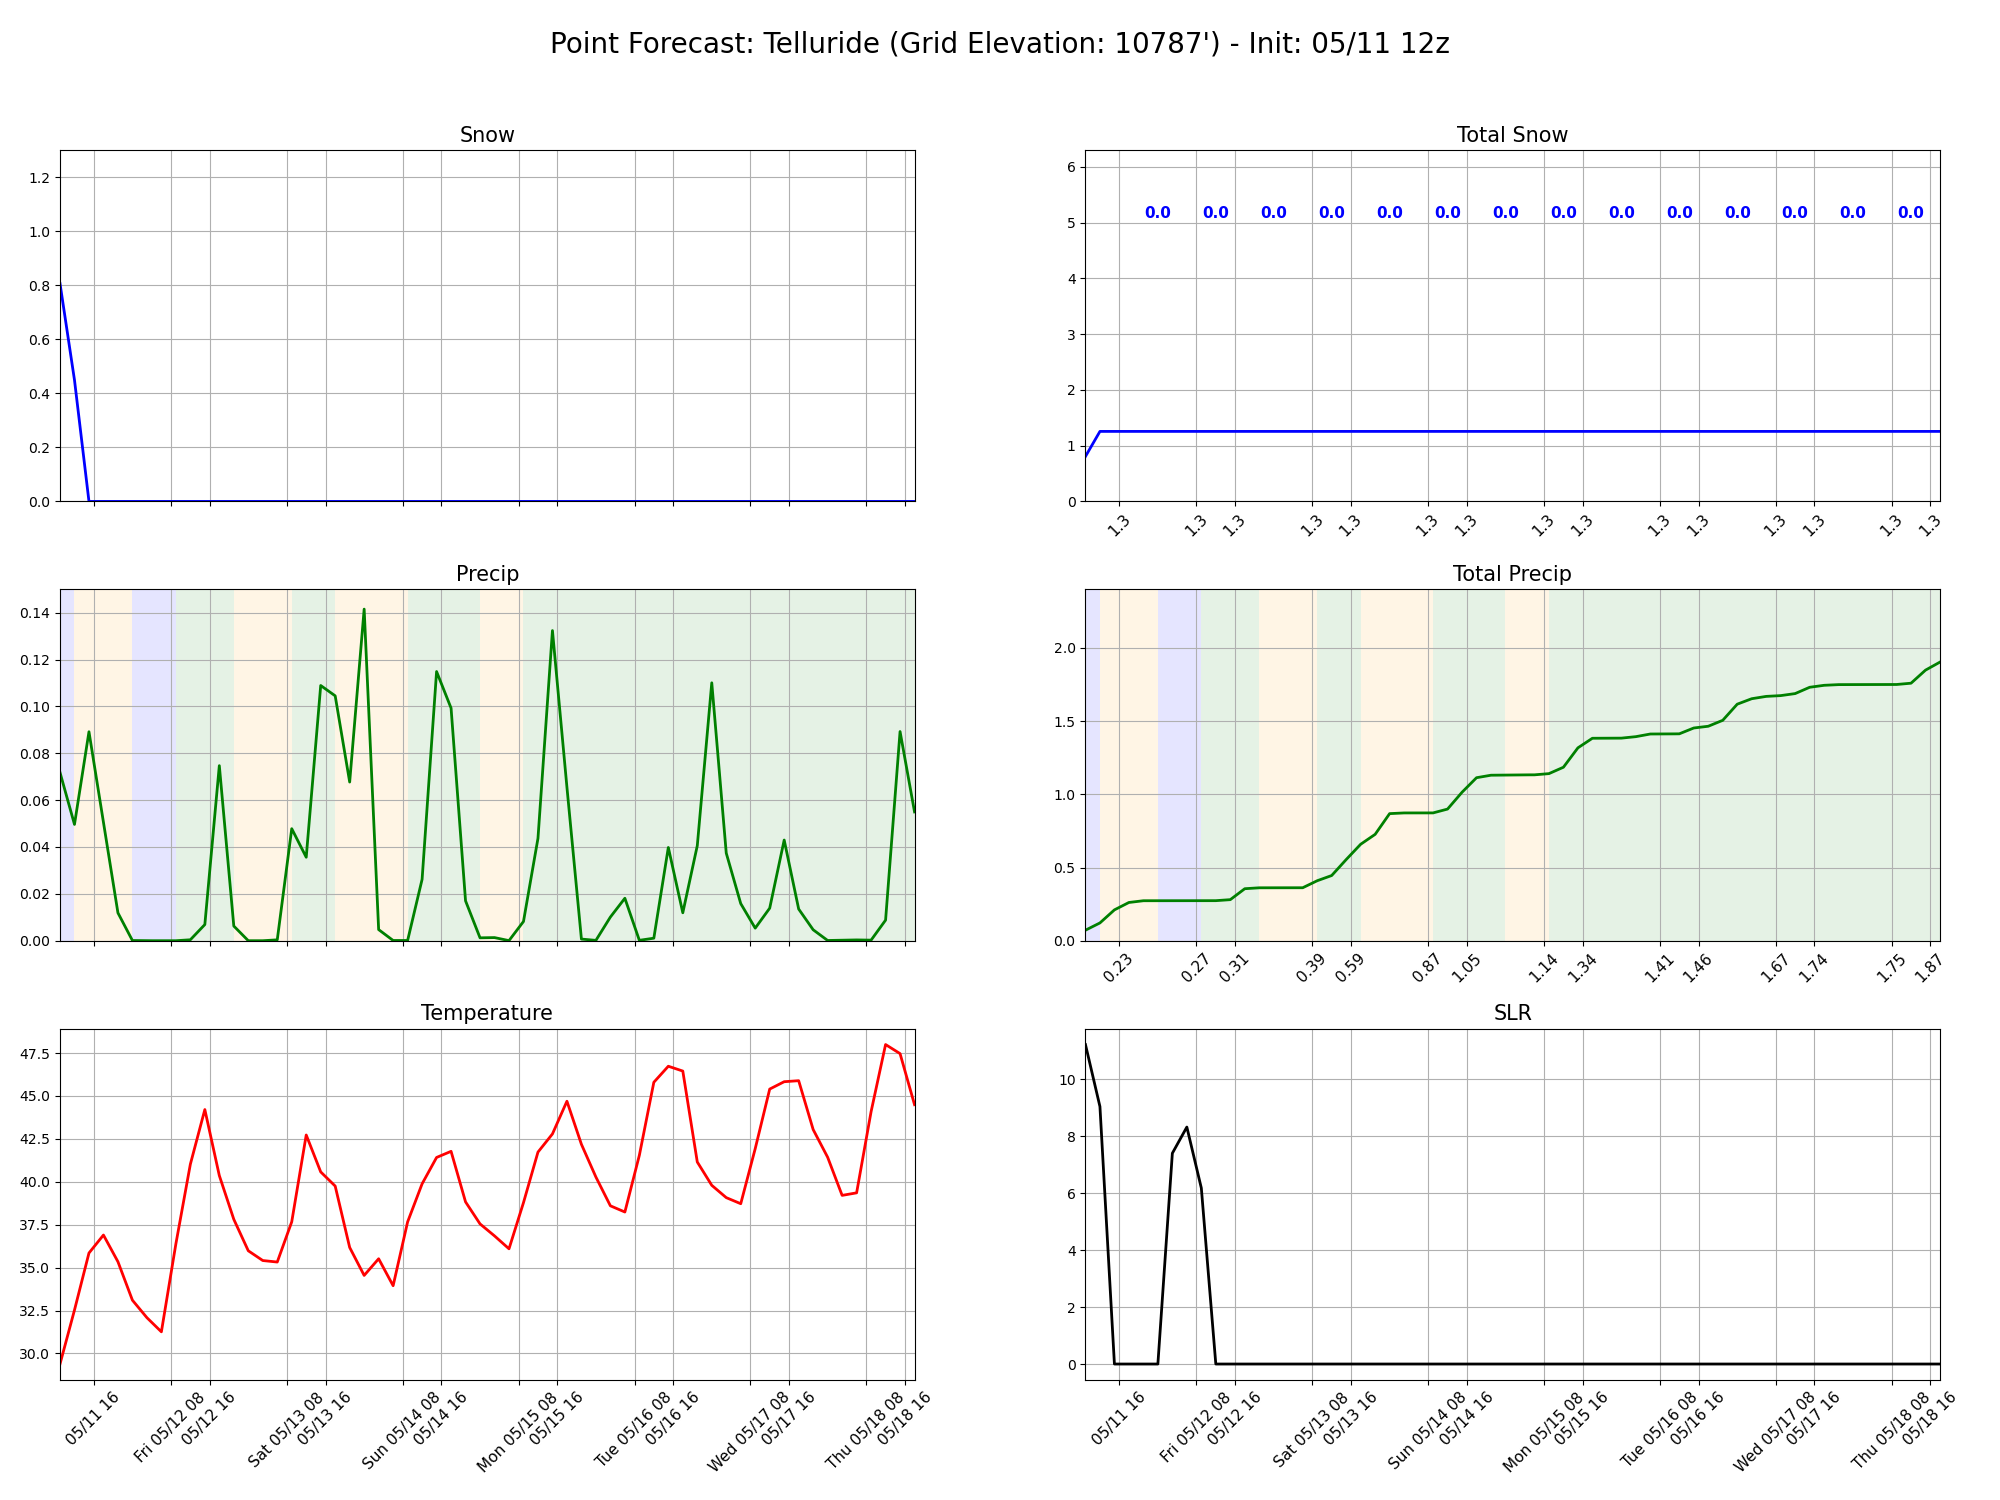 Point Forecast: Telluride (Grid Elevation: 10787') - Init: 05/11 12z
Snow
1.2
1.0
0.8
0.6
0.4
0.2
0.0
Total Snow
6
5
4
3
2
1
0
0.0 0.0 0.0 0.0 0.0 0.0 0.0 0.0 0.0 0.0 0.0 0.0 0.0 0.0
1.3 1.3 1.3 1.3 1.3 1.3 1.3 1.3 1.3 1.3 1.3 1.3 1.3 1.3 1.3
Precip
0.14
0.12
0.10
0.08
0.06
0.04
0.02
0.00
Total Precip
2.0
1.5
1.0
0.5
0.0
0.23 0.27 0.31 0.39 0.59 0.87 1.05 1.14 1.34 1.41 1.46 1.67 1.74 1.75 1.87
Temperature
47.5
45.0
42.5
40.0
37.5
35.0
32.5
30.0
05/11 16
Fri 05/12 08
05/12 16
Sat 05/13 08
05/13 16
Sun 05/14 08
05/14 16
Mon 05/15 08
05/15 16
Tue 05/16 08
05/16 16
Wed 05/17 08
05/17 16
Thu 05/18 08
05/18 16
SLR
10
8
6
4
2
0
05/11 16
Fri 05/12 08
05/12 16
Sat 05/13 08
05/13 16
Sun 05/14 08
05/14 16
Mon 05/15 08
05/15 16
Tue 05/16 08
05/16 16
Wed 05/17 08
05/17 16
Thu 05/18 08
05/18 16